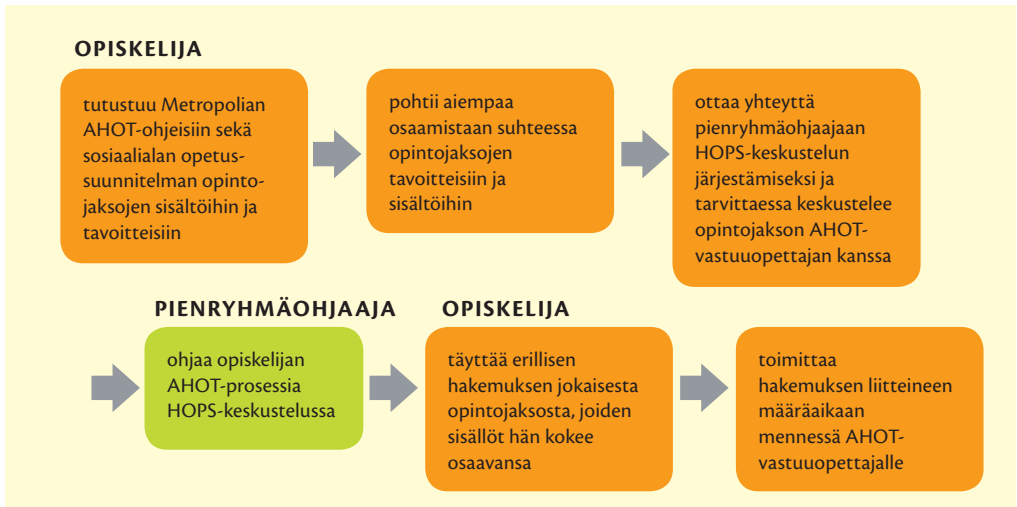 OPISKELIJA
tutustuu Metropolian
AHOT-ohjeisiin sekä
sosiaalialan opetus-
suunnitelman opinto-
jaksojen sisältöihin ja
tavoitteisiin
pohtii aiempaa
osaamistaan suhteessa
opintojaksojen
tavoitteisiin ja
sisältöihin
ottaa yhteyttä
pienryhmäohjaajaan
HOPS-keskustelun
järjestämiseksi ja
tarvittaessa keskustelee
opintojakson AHOT-
vastuuopettajan kanssa
PIENRYHMÄOHJAAJA
ohjaa opiskelijan
AHOT-prosessia
HOPS-keskustelussa
OPISKELIJA
täyttää erillisen
hakemuksen jokaisesta
opintojaksosta, joiden
sisällöt hän kokee
osaavansa
toimittaa
hakemuksen liitteineen
määräaikaan
mennessä AHOT-
vastuuopettajalle